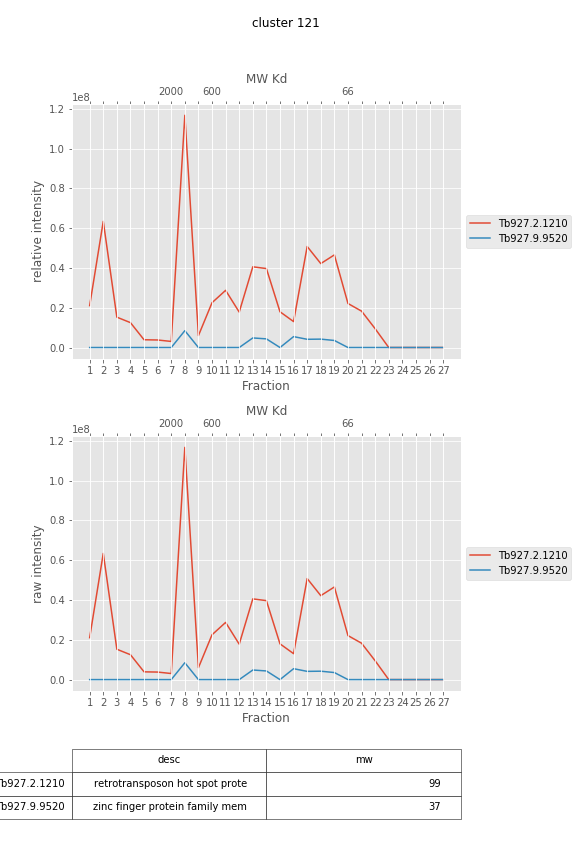 cluster 121
MW Kd
2000 600 66
1e8
1.2
1.0
0.8
0.6
0.4
0.2
0.0
relative intensity
1 2 3 4 5 6 7 8 9 10 11 12 13 14 15 16 17 18 19 20 21 22 23 24 25 26 27
Fraction
Tb927.2.1210
Tb927.9.9520
MW Kd
2000 600 66
1e8
1.2
1.0
0.8
0.6
0.4
0.2
0.0
raw intensity
1 2 3 4 5 6 7 8 9 10 11 12 13 14 15 16 17 18 19 20 21 22 23 24 25 26 27
Fraction
Tb927.2.1210
Tb927.9.9520
desc mw
b927.2.1210 retrotransposon hot spot prote 99
b927.9.9520 zinc finger protein family mem 37